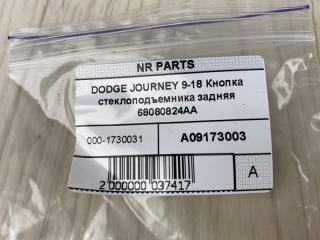 NR PARTS
DODGE JOURNEY 9-18 Кнопка
стеклоподъемника задняя
68080824AA
000-1730031
A09173003
2 000000 037417
A